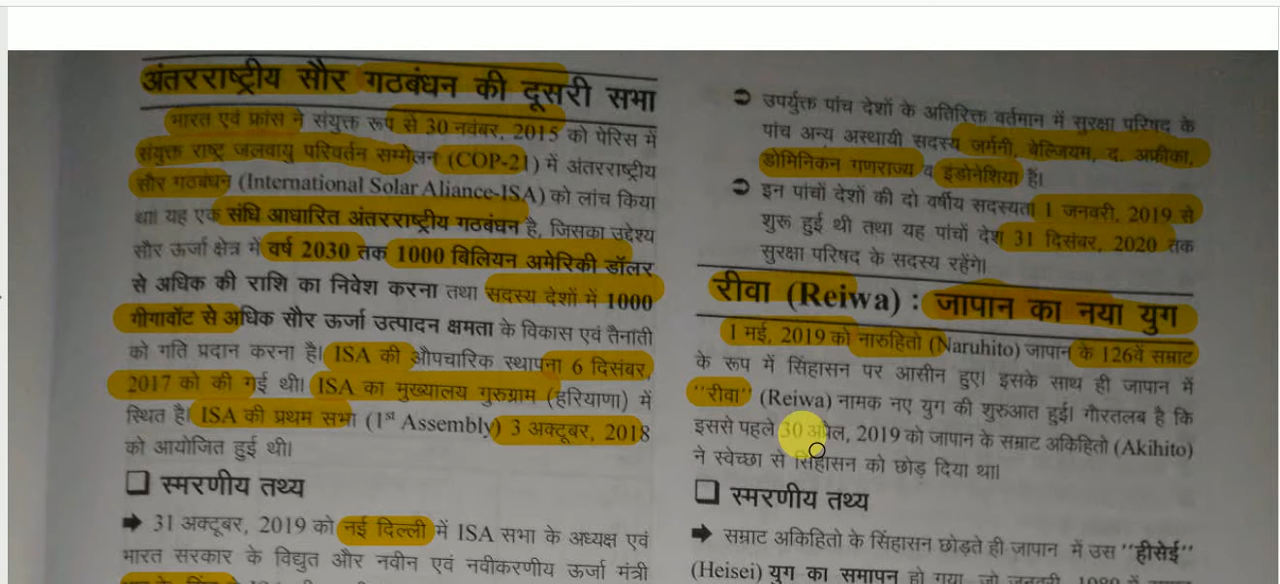 अंतरराष्ट्रीय सौर गठबंधन की दूसरी सभा
भारत एवं फ्रांस ने संयुक्त रूप से 30 नवंबर, 2015 को पेरिस में
संयुक्त राष्ट्र जलवायु परिवर्तन सम्मेलन (COP-21) में अंतरराष्ट्रीय
सौर गठबंधन (International Solar Aliance-ISA) को लांच किया
था। यह एक संधि आधारित अंतरराष्ट्रीय गठबंधन है, जिसका उद्देश्य
सौर ऊर्जा क्षेत्र में वर्ष 2030 तक 1000 बिलियन अमेरिकी डॉलर
से अधिक की राशि का निवेश करना तथा सदस्य देशों में 1000
गीगावॉट से अधिक सौर ऊर्जा उत्पादन क्षमता के विकास एवं तैनाती
को गति प्रदान करना है। ISA की औपचारिक स्थापना 6 दिसंबर,
2017 को की गई थी। ISA का मुख्यालय गुरुग्राम (हरियाणा) में
स्थित है। ISA की प्रथम सभा (1st Assembly) 3 अक्टूबर, 2018
को आयोजित हुई थी।
स्मरणीय तथ्य
➡ 31 अक्टूबर, 2019 को नई दिल्ली में ISA सभा के अध्यक्ष एवं
भारत सरकार के विद्युत और नवीन एवं नवीकरणीय ऊर्जा मंत्री
उपर्युक्त पांच देशों के अतिरिक्त वर्तमान में सुरक्षा परिषद के
पांच अन्य अस्थायी सदस्य जर्मनी, बेल्जियम, द. अफ्रीका,
डोमिनिकन गणराज्य व इंडोनेशिया हैं।
इन पांचों देशों की दो वर्षीय सदस्यता 1 जनवरी, 2019 से
शुरू हुई थी तथा यह पांचों देश 31 दिसंबर, 2020 तक
सुरक्षा परिषद के सदस्य रहेंगे।
रीवा (Reiwa) : जापान का नया युग
1 मई, 2019 को नारुहितो (Naruhito) जापान के 126वें सम्राट
के रूप में सिंहासन पर आसीन हुए। इसके साथ ही जापान में
''रीवा'' (Reiwa) नामक नए युग की शुरुआत हुई। गौरतलब है कि
इससे पहले 30 अप्रैल, 2019 को जापान के सम्राट अकिहितो (Akihito)
ने स्वेच्छा से सिंहासन को छोड़ दिया था।
स्मरणीय तथ्य
➡ सम्राट अकिहितो के सिंहासन छोड़ते ही जापान में उस ''हीसेई''
(Heisei) युग का समापन हो गया, जो जनवरी, 1989 में